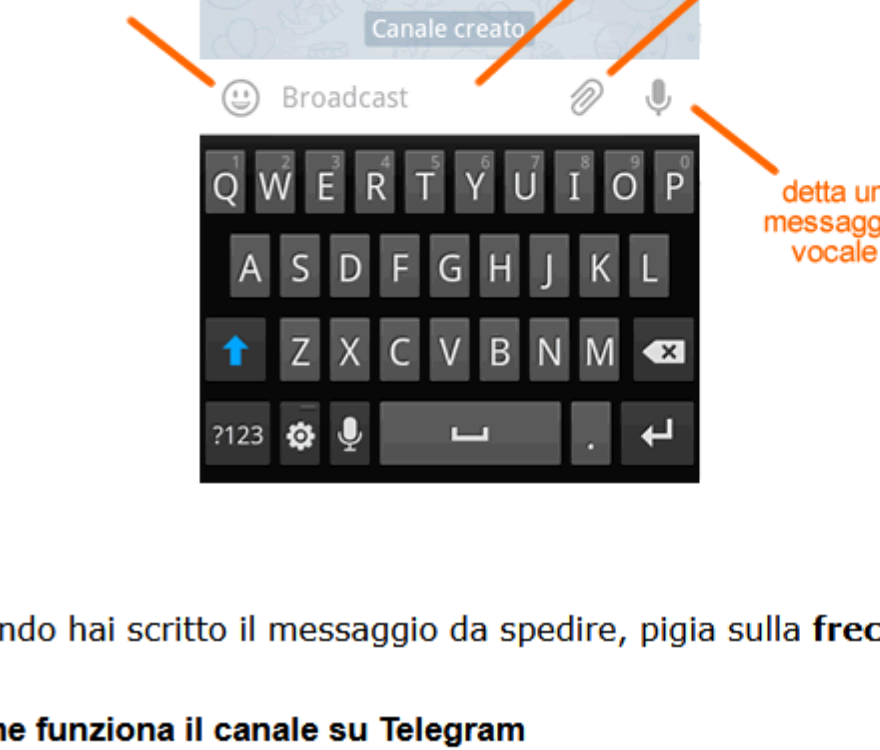 Canale creato
Broadcast
1 2 3 4 5 6 7 8 9 0
Q W E R T Y U I O P
A S D F G H J K L
Z X C V B N M
?123 .
detta un
messagg
vocale
ndo hai scritto il messaggio da spedire, pigia sulla frec
ne funziona il canale su Telegram